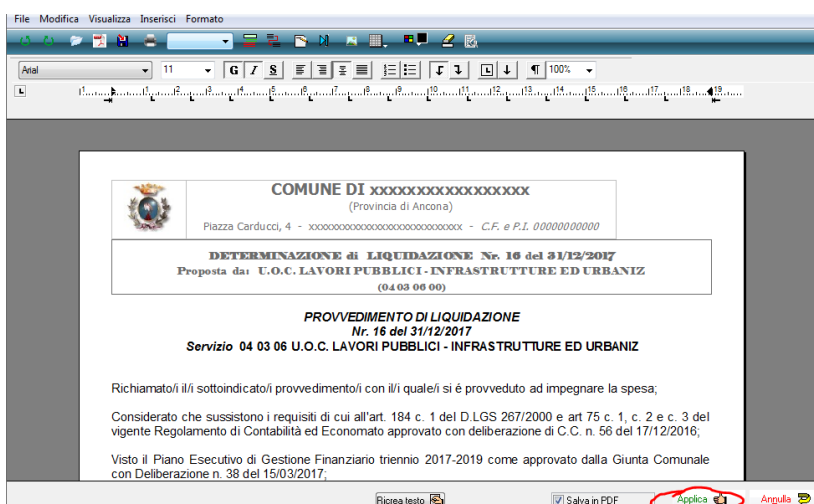 File Modifica Visualizza Inserisci Formato
Arial 11 G I S 100%
COMUNE DI xxxxxxxxxxxxxxxxx
(Provincia di Ancona)
Piazza Carducci, 4 - xxxxxxxxxxxxxxxxxxxxxxxxxxxx - C.F. e P.I. 00000000000
DETERMINAZIONE di LIQUIDAZIONE Nr. 16 del 31/12/2017
Proposta da: U.O.C. LAVORI PUBBLICI - INFRASTRUTTURE ED URBANIZ
(04 03 06 00)
PROVVEDIMENTO DI LIQUIDAZIONE
Nr. 16 del 31/12/2017
Servizio 04 03 06 U.O.C. LAVORI PUBBLICI - INFRASTRUTTURE ED URBANIZ
Richiamato/i il/i sottoindicato/i provvedimento/i con il/i quale/i si é provveduto ad impegnare la spesa;
Considerato che sussistono i requisiti di cui all'art. 184 c. 1 del D.LGS 267/2000 e art 75 c. 1, c. 2 e c. 3 del
vigente Regolamento di Contabilità ed Economato approvato con deliberazione di C.C. n. 56 del 17/12/2016;
Visto il Piano Esecutivo di Gestione Finanziario triennio 2017-2019 come approvato dalla Giunta Comunale
con Deliberazione n. 38 del 15/03/2017;
Ricrea testo Salva in PDF Applica Annulla